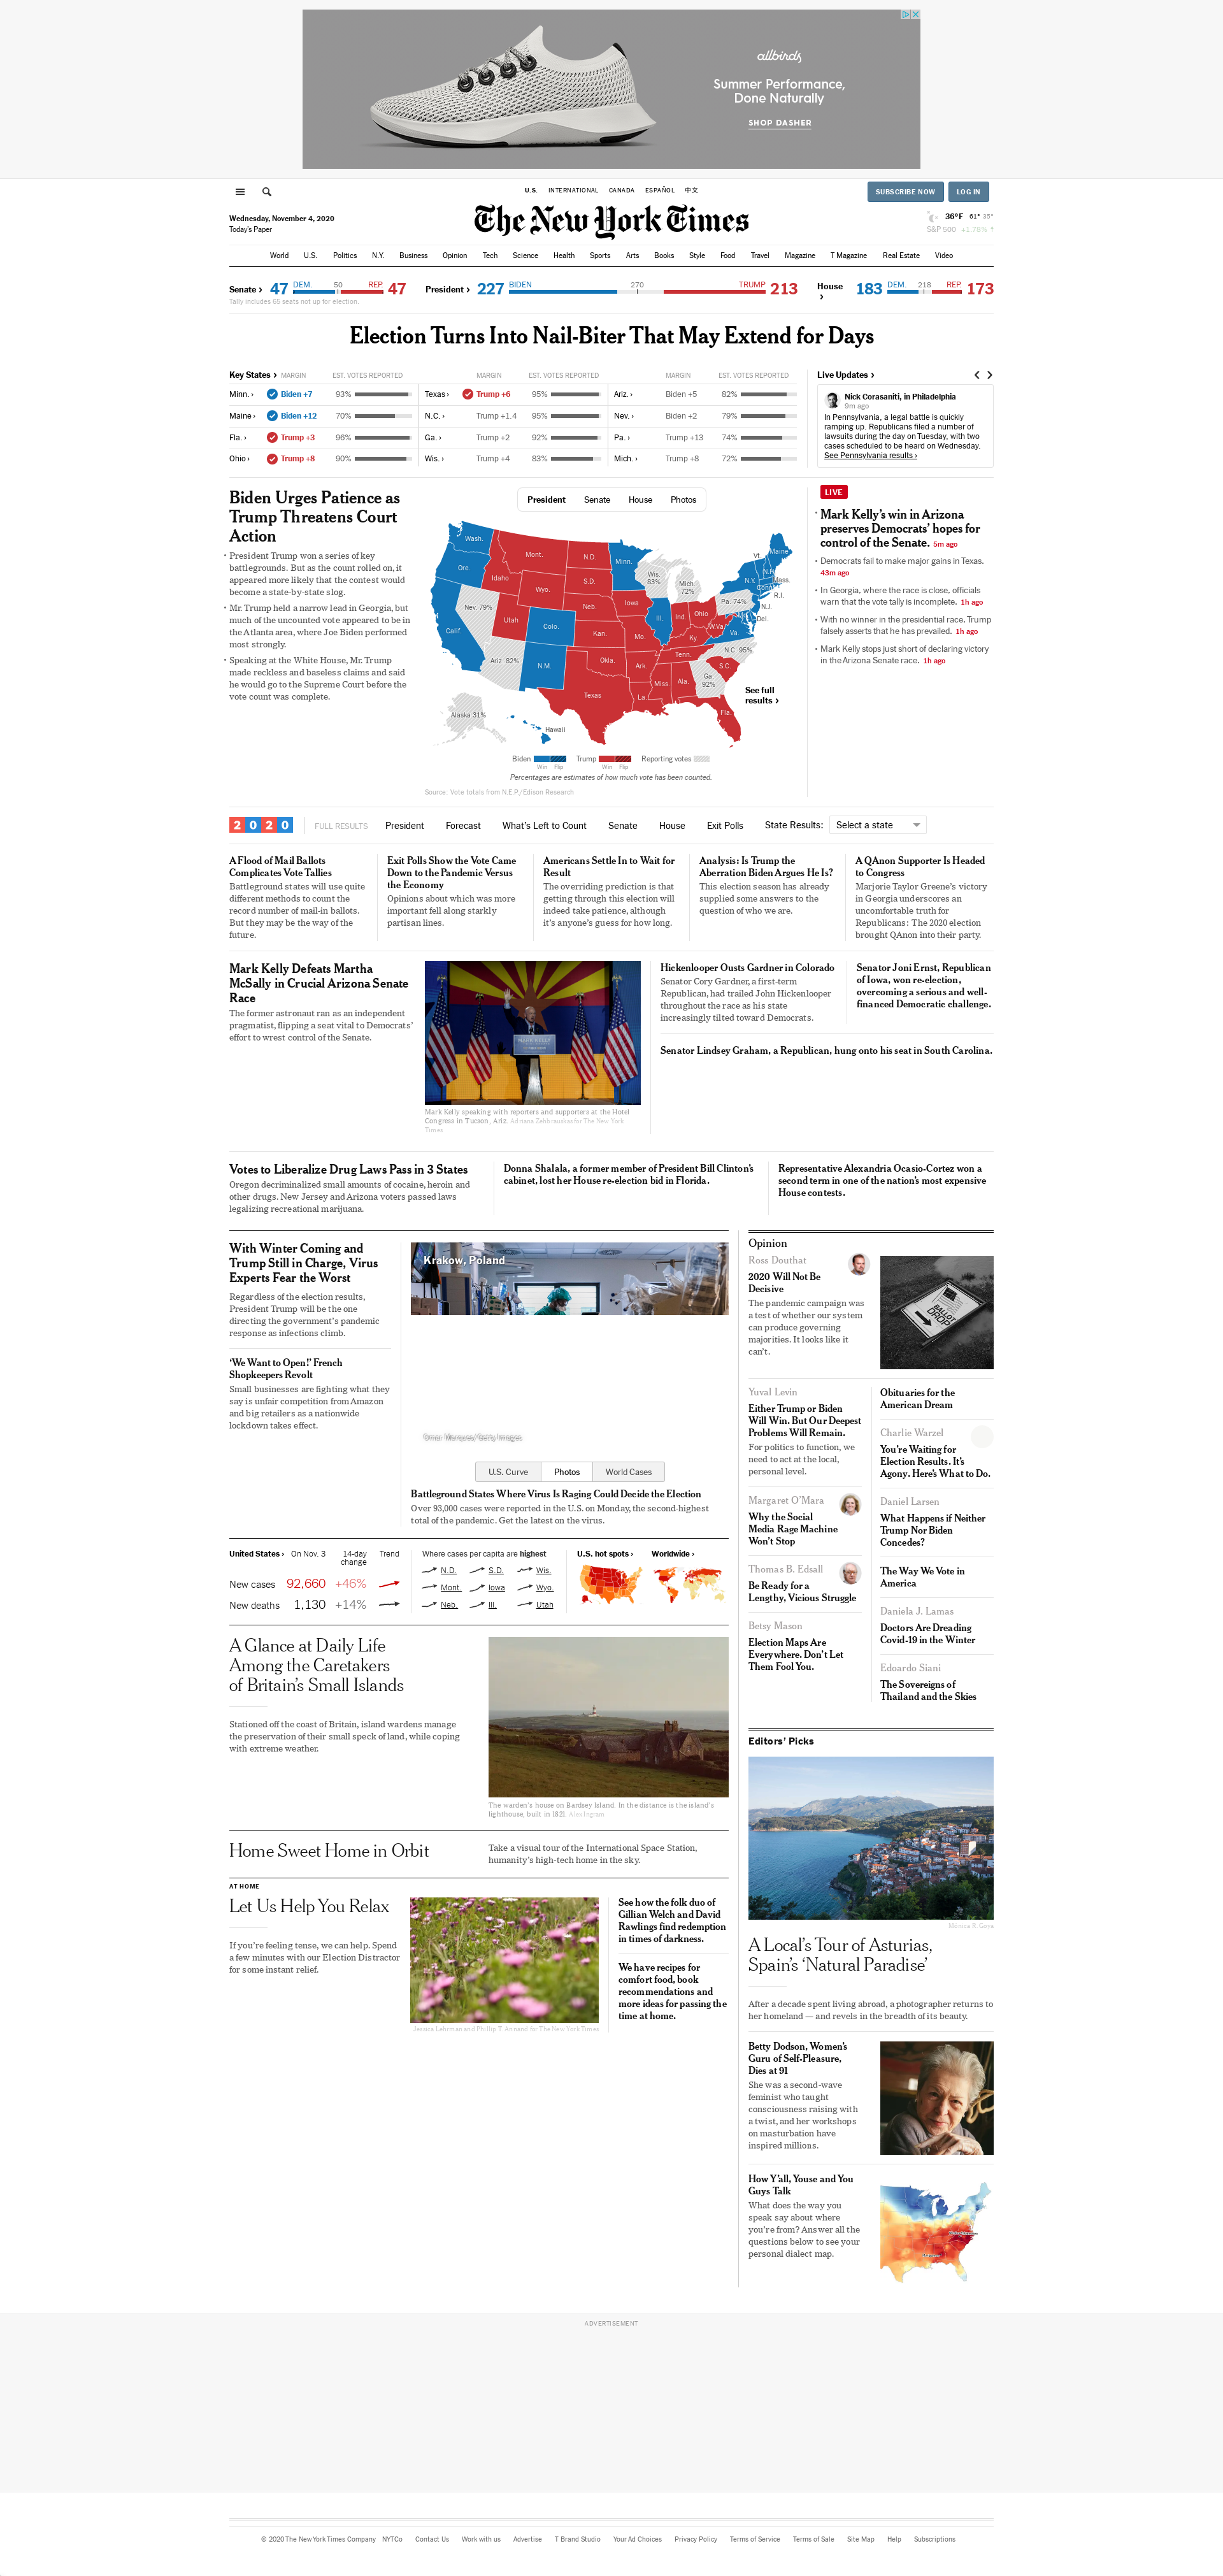 allbirds
Summer Performance,
Done Naturally
SHOP DASHER
U.S. INTERNATIONAL CANADA ESPAÑOL 中文
SUBSCRIBE NOW LOG IN
Wednesday, November 4, 2020
Today's Paper
The New York Times
36°F 61° 35°
S&P 500 +1.78% ↑
World U.S. Politics N.Y. Business Opinion Tech Science Health Sports Arts Books Style Food Travel Magazine T Magazine Real Estate Video
Senate › 47 DEM. 50 REP. 47
Tally includes 65 seats not up for election.
President › 227 BIDEN 270 TRUMP 213
House › 183 DEM. 218 REP. 173
Election Turns Into Nail-Biter That May Extend for Days
Key States › MARGIN EST. VOTES REPORTED MARGIN EST. VOTES REPORTED MARGIN EST. VOTES REPORTED
Minn. › Biden +7 93% Texas › Trump +6 95% Ariz. › Biden +5 82%
Maine › Biden +12 70% N.C. › Trump +1.4 95% Nev. › Biden +2 79%
Fla. › Trump +3 96% Ga. › Trump +2 92% Pa. › Trump +13 74%
Ohio › Trump +8 90% Wis. › Trump +4 83% Mich. › Trump +8 72%
Live Updates ›
Nick Corasaniti, in Philadelphia
9m ago
In Pennsylvania, a legal battle is quickly
ramping up. Republicans filed a number of
lawsuits during the day on Tuesday, with two
cases scheduled to be heard on Wednesday.
See Pennsylvania results ›
Biden Urges Patience as
Trump Threatens Court
Action
• President Trump won a series of key
battlegrounds. But as the count rolled on, it
appeared more likely that the contest would
become a state-by-state slog.
• Mr. Trump held a narrow lead in Georgia, but
much of the uncounted vote appeared to be in
the Atlanta area, where Joe Biden performed
most strongly.
• Speaking at the White House, Mr. Trump
made reckless and baseless claims and said
he would go to the Supreme Court before the
vote count was complete.
President Senate House Photos
Wash.
Ore.
Calif.
Nev. 79%
Idaho
Mont.
Wyo.
Utah
Ariz. 82%
Colo.
N.M.
N.D.
S.D.
Neb.
Kan.
Okla.
Texas
Minn.
Iowa
Mo.
Ark.
La.
Wis.
83%
Ill.
Mich.
72%
Ind.
Ohio
Ky.
Tenn.
Miss.
Ala.
Ga.
92%
Fla.
S.C.
N.C. 95%
Va.
W.Va.
Pa. 74%
N.Y.
Vt.
N.H.
Maine
Mass.
Conn.
R.I.
N.J.
Del.
Alaska 31%
Hawaii
See full
results ›
Biden Trump Reporting votes
Win Flip Win Flip
Percentages are estimates of how much vote has been counted.
Source: Vote totals from N.E.P./Edison Research
LIVE
• Mark Kelly's win in Arizona
preserves Democrats' hopes for
control of the Senate. 5m ago
• Democrats fail to make major gains in Texas.
43m ago
• In Georgia, where the race is close, officials
warn that the vote tally is incomplete. 1h ago
• With no winner in the presidential race, Trump
falsely asserts that he has prevailed. 1h ago
• Mark Kelly stops just short of declaring victory
in the Arizona Senate race. 1h ago
2020 FULL RESULTS President Forecast What's Left to Count Senate House Exit Polls State Results: Select a state
A Flood of Mail Ballots
Complicates Vote Tallies
Battleground states will use quite
different methods to count the
record number of mail-in ballots.
But they may be the way of the
future.
Exit Polls Show the Vote Came
Down to the Pandemic Versus
the Economy
Opinions about which was more
important fell along starkly
partisan lines.
Americans Settle In to Wait for
Result
The overriding prediction is that
getting through this election will
indeed take patience, although
it's anyone's guess for how long.
Analysis: Is Trump the
Aberration Biden Argues He Is?
This election season has already
supplied some answers to the
question of who we are.
A QAnon Supporter Is Headed
to Congress
Marjorie Taylor Greene's victory
in Georgia underscores an
uncomfortable truth for
Republicans: The 2020 election
brought QAnon into their party.
Mark Kelly Defeats Martha
McSally in Crucial Arizona Senate
Race
The former astronaut ran as an independent
pragmatist, flipping a seat vital to Democrats'
effort to wrest control of the Senate.
MARK KELLY
Mark Kelly speaking with reporters and supporters at the Hotel
Congress in Tucson, Ariz. Adriana Zehbrauskas for The New York
Times
Hickenlooper Ousts Gardner in Colorado
Senator Cory Gardner, a first-term
Republican, had trailed John Hickenlooper
throughout the race as his state
increasingly tilted toward Democrats.
Senator Joni Ernst, Republican
of Iowa, won re-election,
overcoming a serious and well-
financed Democratic challenge.
Senator Lindsey Graham, a Republican, hung onto his seat in South Carolina.
Votes to Liberalize Drug Laws Pass in 3 States
Oregon decriminalized small amounts of cocaine, heroin and
other drugs. New Jersey and Arizona voters passed laws
legalizing recreational marijuana.
Donna Shalala, a former member of President Bill Clinton's
cabinet, lost her House re-election bid in Florida.
Representative Alexandria Ocasio-Cortez won a
second term in one of the nation's most expensive
House contests.
With Winter Coming and
Trump Still in Charge, Virus
Experts Fear the Worst
Regardless of the election results,
President Trump will be the one
directing the government's pandemic
response as infections climb.
'We Want to Open!' French
Shopkeepers Revolt
Small businesses are fighting what they
say is unfair competition from Amazon
and big retailers as a nationwide
lockdown takes effect.
Krakow, Poland
Omar Marques/Getty Images
U.S. Curve Photos World Cases
Battleground States Where Virus Is Raging Could Decide the Election
Over 93,000 cases were reported in the U.S. on Monday, the second-highest
total of the pandemic. Get the latest on the virus.
United States › On Nov. 3 14-day
change Trend
New cases 92,660 +46%
New deaths 1,130 +14%
Where cases per capita are highest
N.D. S.D. Wis.
Mont. Iowa Wyo.
Neb. Ill. Utah
U.S. hot spots › Worldwide ›
A Glance at Daily Life
Among the Caretakers
of Britain's Small Islands
Stationed off the coast of Britain, island wardens manage
the preservation of their small speck of land, while coping
with extreme weather.
The warden's house on Bardsey Island. In the distance is the island's
lighthouse, built in 1821. Alex Ingram
Home Sweet Home in Orbit
Take a visual tour of the International Space Station,
humanity's high-tech home in the sky.
AT HOME
Let Us Help You Relax
If you're feeling tense, we can help. Spend
a few minutes with our Election Distractor
for some instant relief.
Jessica Lehrman and Phillip T. Annand for The New York Times
See how the folk duo of
Gillian Welch and David
Rawlings find redemption
in times of darkness.
We have recipes for
comfort food, book
recommendations and
more ideas for passing the
time at home.
Opinion
Ross Douthat
2020 Will Not Be
Decisive
The pandemic campaign was
a test of whether our system
can produce governing
majorities. It looks like it
can't.
BALLOT
DROP
Yuval Levin
Either Trump or Biden
Will Win. But Our Deepest
Problems Will Remain.
For politics to function, we
need to act at the local,
personal level.
Margaret O'Mara
Why the Social
Media Rage Machine
Won't Stop
Thomas B. Edsall
Be Ready for a
Lengthy, Vicious Struggle
Betsy Mason
Election Maps Are
Everywhere. Don't Let
Them Fool You.
Obituaries for the
American Dream
Charlie Warzel
You're Waiting for
Election Results. It's
Agony. Here's What to Do.
Daniel Larsen
What Happens if Neither
Trump Nor Biden
Concedes?
The Way We Vote in
America
Daniela J. Lamas
Doctors Are Dreading
Covid-19 in the Winter
Edoardo Siani
The Sovereigns of
Thailand and the Skies
Editors' Picks
Mónica R. Goya
A Local's Tour of Asturias,
Spain's 'Natural Paradise'
After a decade spent living abroad, a photographer returns to
her homeland — and revels in the breadth of its beauty.
Betty Dodson, Women's
Guru of Self-Pleasure,
Dies at 91
She was a second-wave
feminist who taught
consciousness raising with
a twist, and her workshops
on masturbation have
inspired millions.
How Y'all, Youse and You
Guys Talk
What does the way you
speak say about where
you're from? Answer all the
questions below to see your
personal dialect map.
ADVERTISEMENT
© 2020 The New York Times Company NYTCo Contact Us Work with us Advertise T Brand Studio Your Ad Choices Privacy Policy Terms of Service Terms of Sale Site Map Help Subscriptions